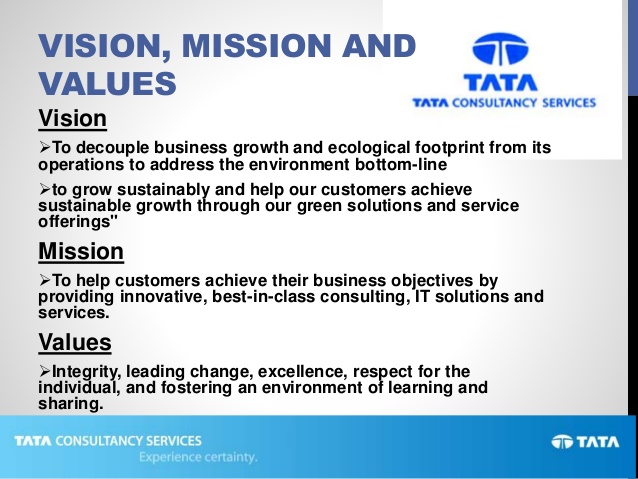 VISION, MISSION AND
VALUES
TATA
TATA CONSULTANCY SERVICES
Vision
➢To decouple business growth and ecological footprint from its
operations to address the environment bottom-line
➢to grow sustainably and help our customers achieve
sustainable growth through our green solutions and service
offerings"
Mission
➢To help customers achieve their business objectives by
providing innovative, best-in-class consulting, IT solutions and
services.
Values
➢Integrity, leading change, excellence, respect for the
individual, and fostering an environment of learning and
sharing.
TATA CONSULTANCY SERVICES
Experience certainty.
TATA